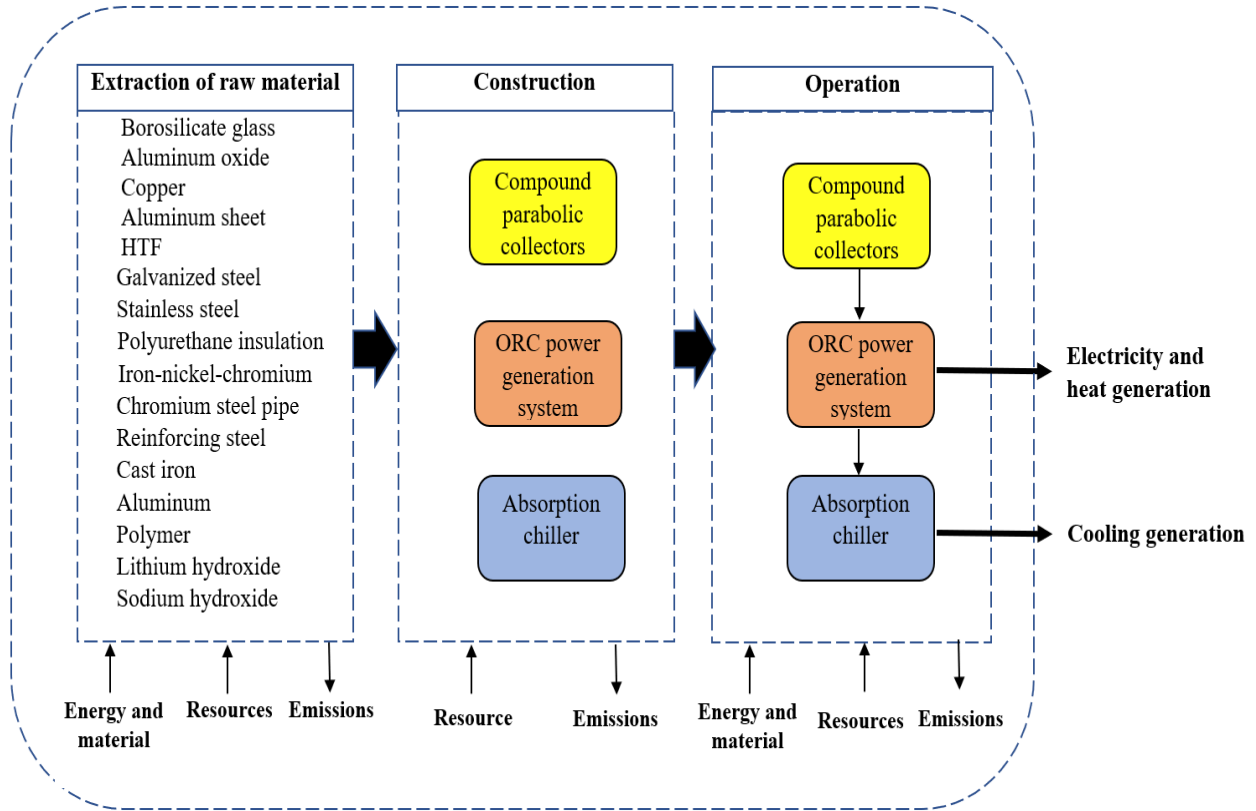 Extraction of raw material
Borosilicate glass
Aluminum oxide
Copper
Aluminum sheet
HTF
Galvanized steel
Stainless steel
Polyurethane insulation
Iron-nickel-chromium
Chromium steel pipe
Reinforcing steel
Cast iron
Aluminum
Polymer
Lithium hydroxide
Sodium hydroxide
Energy and
material
Resources
Emissions
Construction
Compound
parabolic
collectors
ORC power
generation
system
Absorption
chiller
Resource
Emissions
Operation
Compound
parabolic
collectors
ORC power
generation
system
Absorption
chiller
Energy and
material
Resources
Emissions
Electricity and
heat generation
Cooling generation